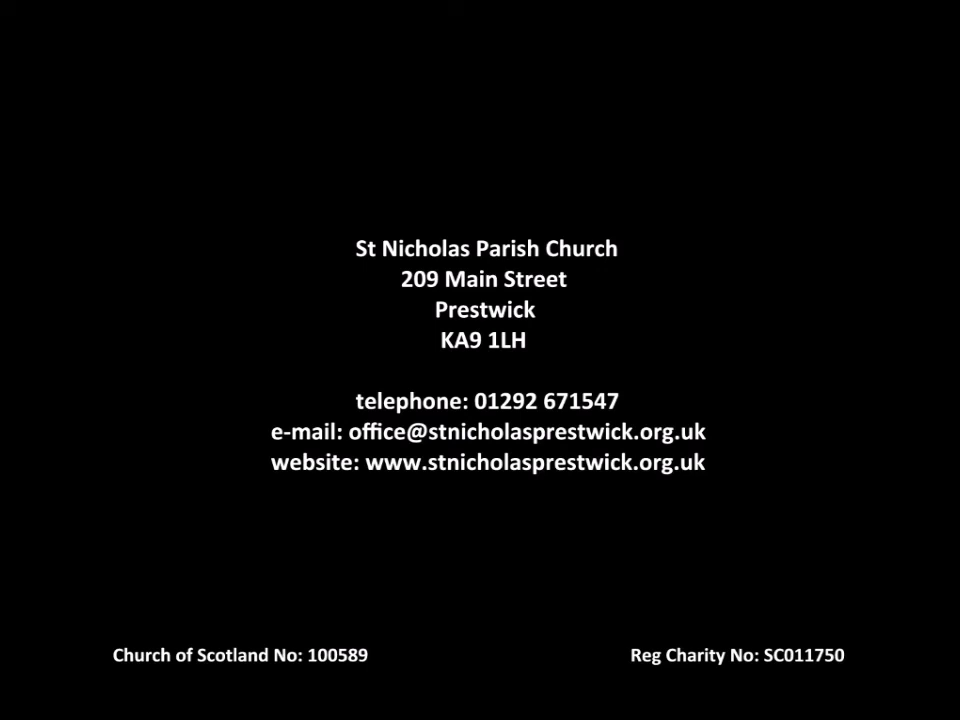 St Nicholas Parish Church
209 Main Street
Prestwick
KA9 1LH
telephone: 01292 671547
e-mail: office@stnicholasprestwick.org.uk
website: www.stnicholasprestwick.org.uk
Church of Scotland No: 100589
Reg Charity No: SC011750